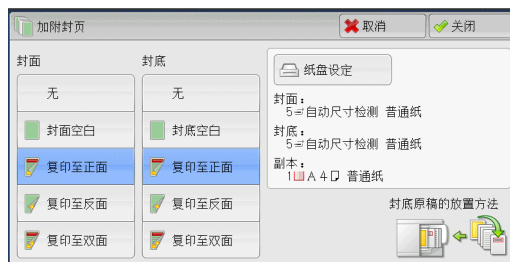 加附封页
取消
关闭
封面
封底
无
封面空白
复印至正面
复印至反面
复印至双面
无
封底空白
复印至正面
复印至反面
复印至双面
纸盘设定
封面：
5 自动尺寸检测 普通纸
封底：
5 自动尺寸检测 普通纸
副本：
1 A4 普通纸
封底原稿的放置方法